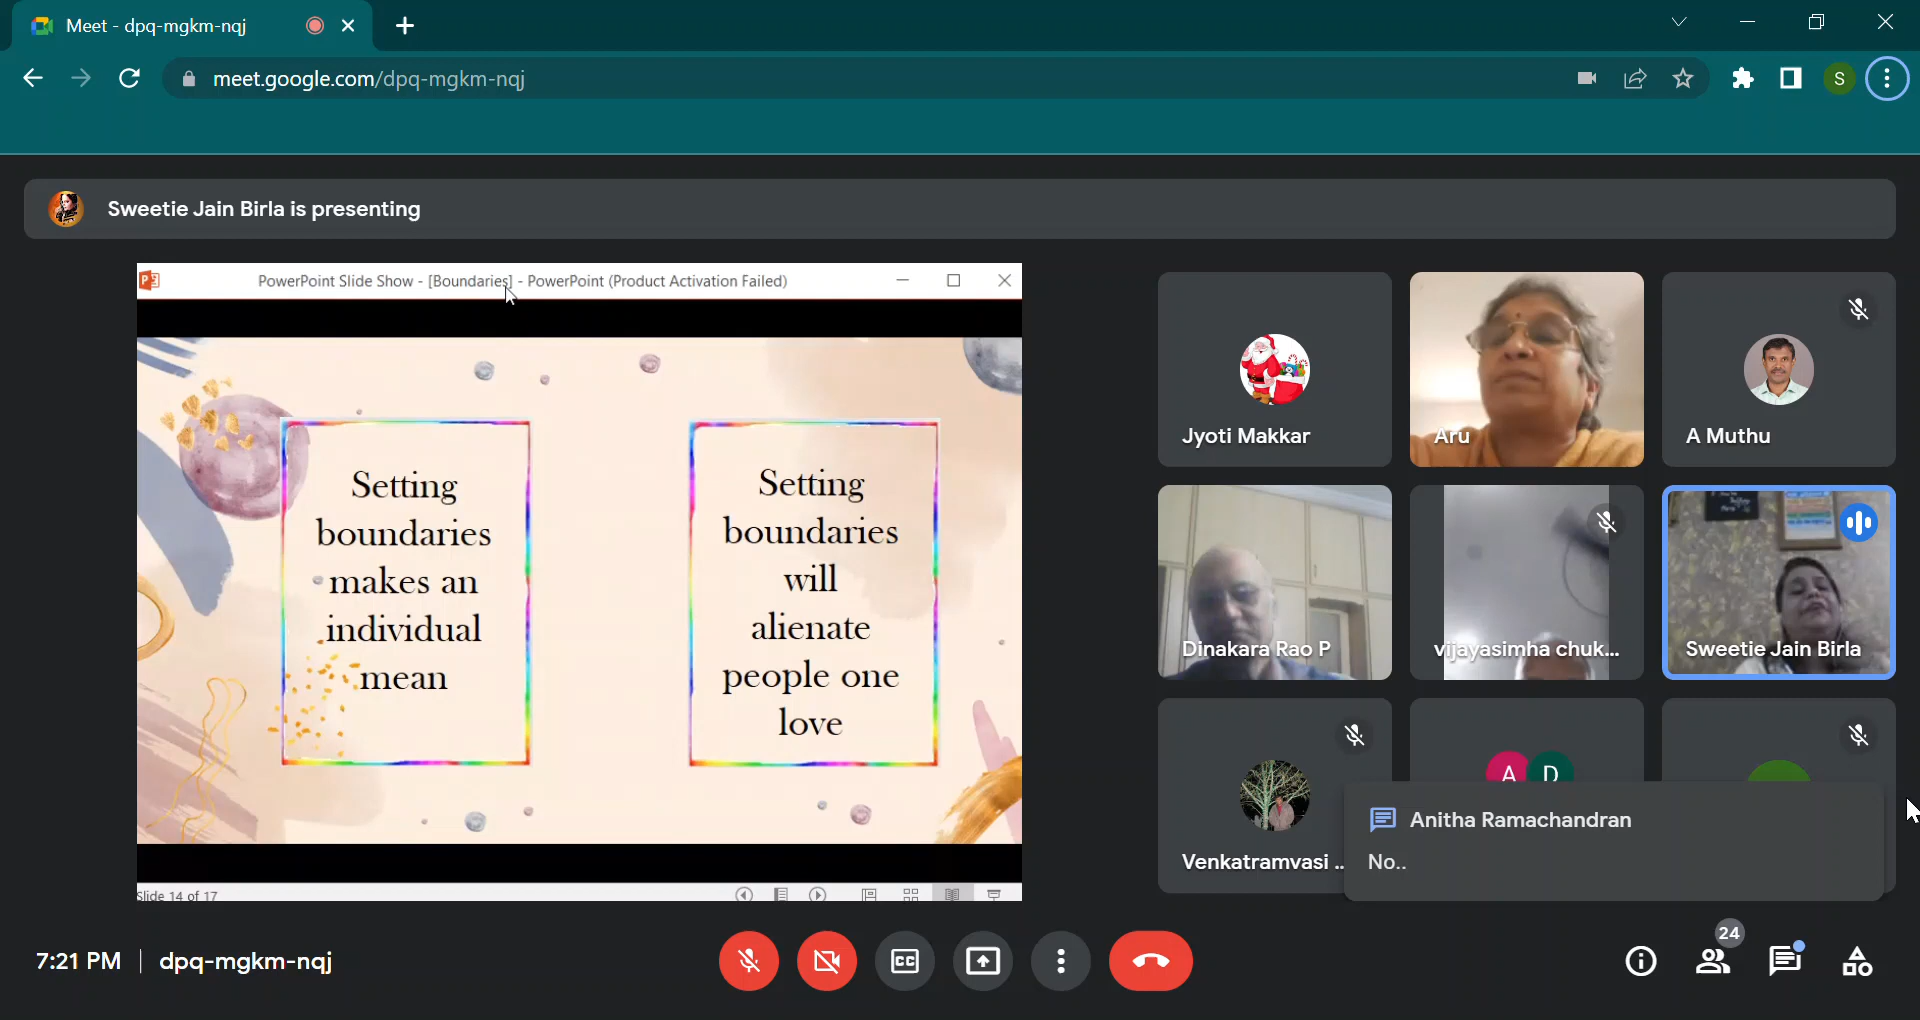 Meet - dpq-mgkm-nqj
meet.google.com/dpq-mgkm-nqj
S
Sweetie Jain Birla is presenting
PowerPoint Slide Show - [Boundaries] - PowerPoint (Product Activation Failed)
Setting
boundaries
makes an
individual
mean
Setting
boundaries
will
alienate
people one
love
Slide 14 of 17
Jyoti Makkar
Aru
A Muthu
Dinakara Rao P
vijayasimha chuk...
Sweetie Jain Birla
Venkatramvasi ..
A
D
Anitha Ramachandran
No..
7:21 PM
dpq-mgkm-nqj
CC
24